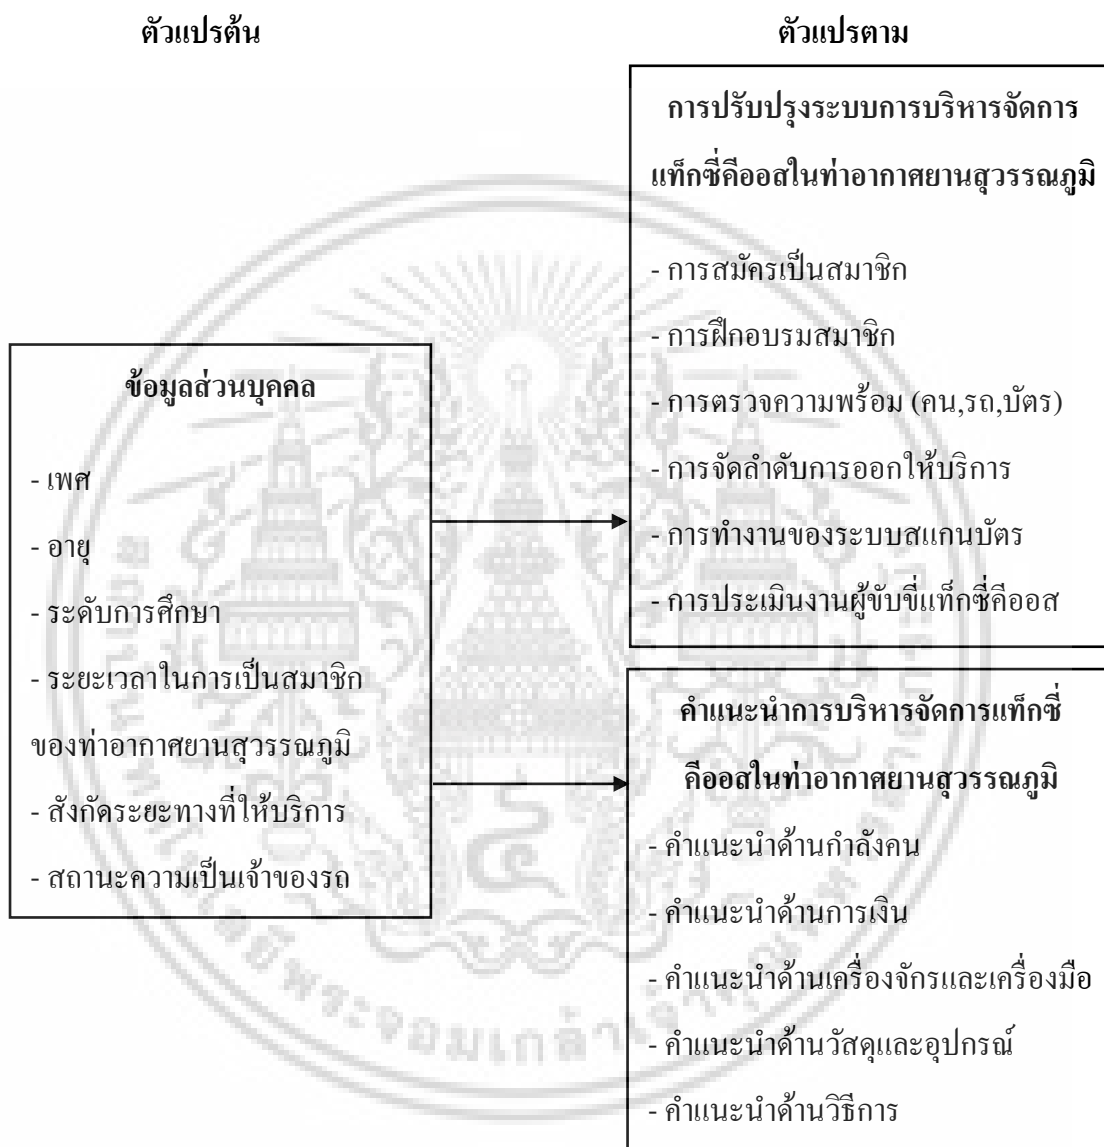 ตัวแปรต้น
ตัวแปรตาม
ข้อมูลส่วนบุคคล
- เพศ
- อายุ
- ระดับการศึกษา
- ระยะเวลาในการเป็นสมาชิก
ของท่าอากาศยานสุวรรณภูมิ
- สังกัดระยะทางที่ให้บริการ
- สถานะความเป็นเจ้าของรถ
การปรับปรุงระบบการบริหารจัดการ
แท็กซี่คีออสในท่าอากาศยานสุวรรณภูมิ
- การสมัครเป็นสมาชิก
- การฝึกอบรมสมาชิก
- การตรวจความพร้อม (คน,รถ,บัตร)
- การจัดลำดับการออกให้บริการ
- การทำงานของระบบสแกนบัตร
- การประเมินงานผู้ขับขี่แท็กซี่คีออส
คำแนะนำการบริหารจัดการแท็กซี่
คีออสในท่าอากาศยานสุวรรณภูมิ
- คำแนะนำด้านกำลังคน
- คำแนะนำด้านการเงิน
- คำแนะนำด้านเครื่องจักรและเครื่องมือ
- คำแนะนำด้านวัสดุและอุปกรณ์
- คำแนะนำด้านวิธีการ